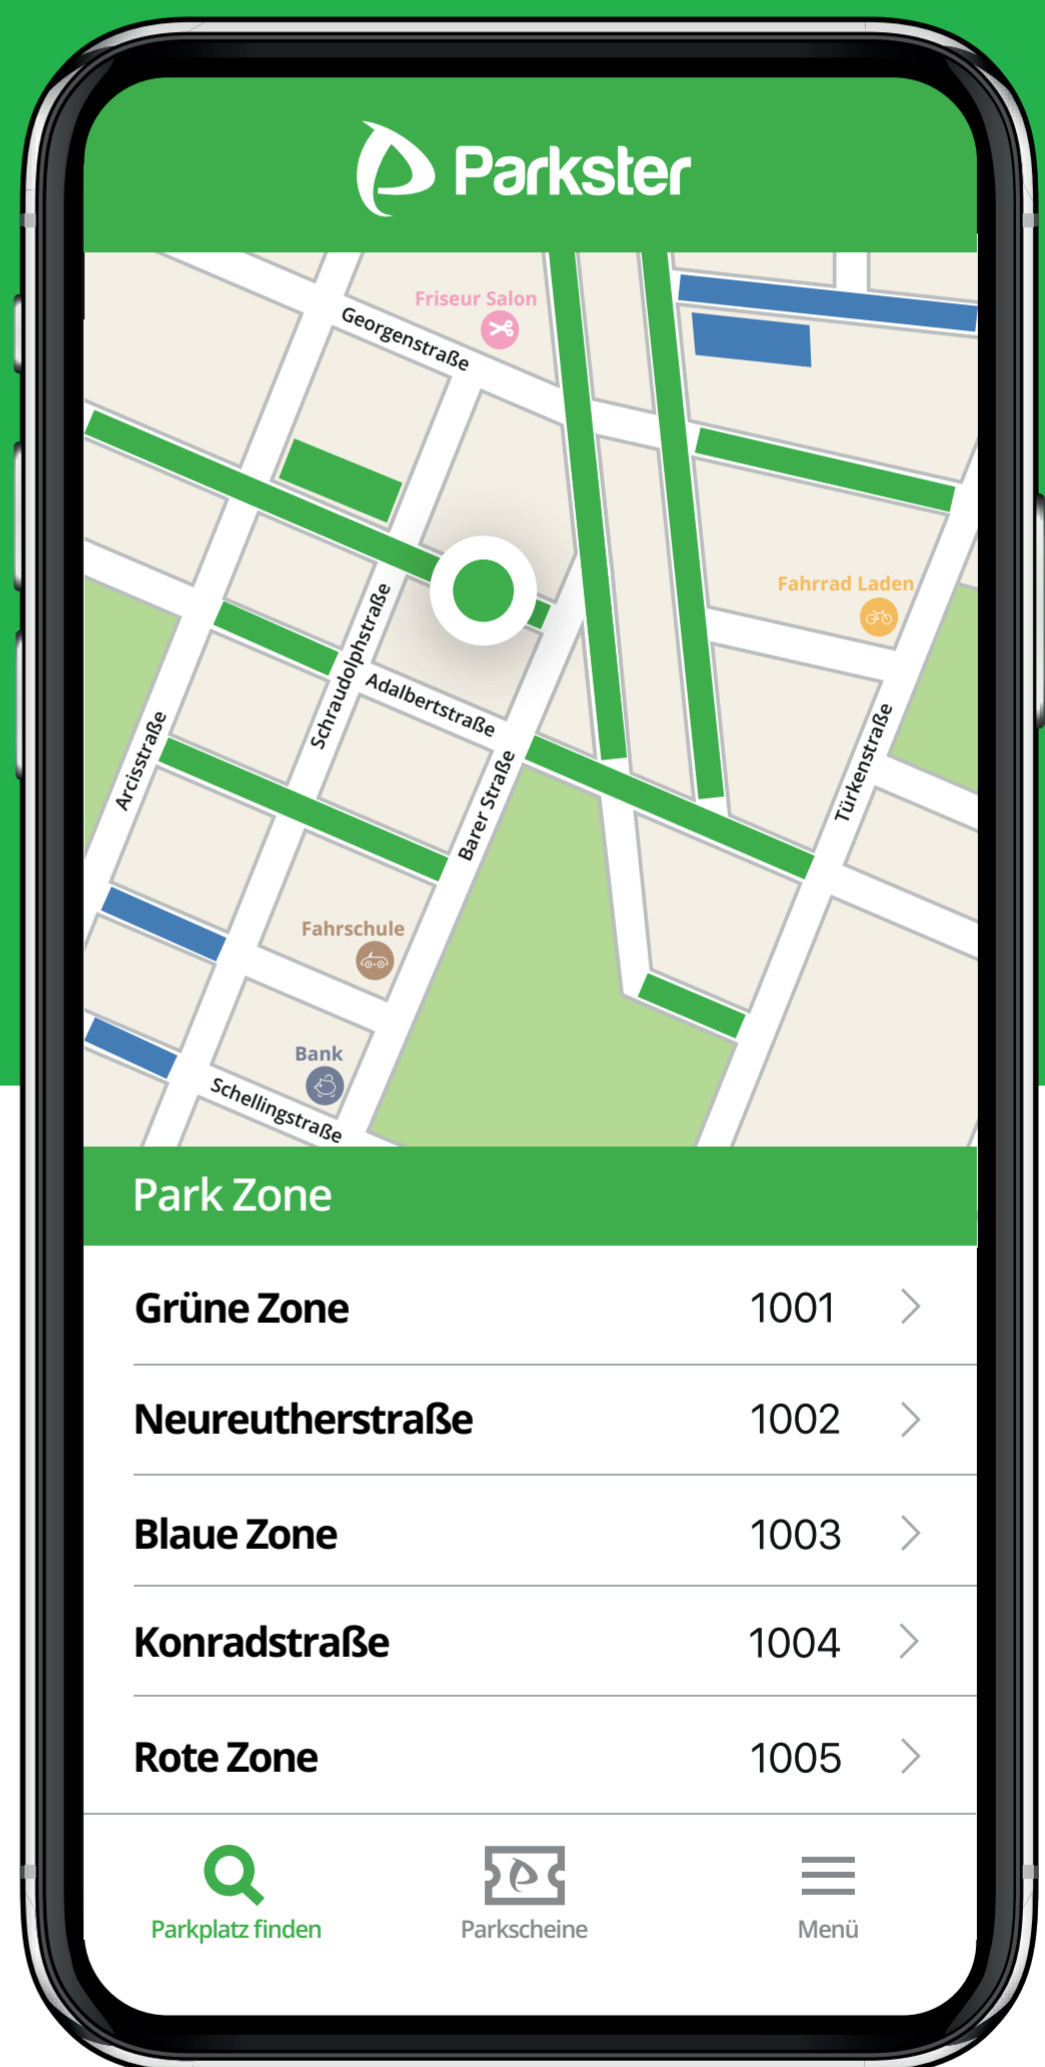 Parkster
Friseur Salon
Georgenstraße
Fahrrad Laden
Schraudolphstraße
Adalbertstraße
Arcisstraße
Barer Straße
Türkenstraße
Fahrschule
Bank
Schellingstraße
Park Zone
Grüne Zone 1001
Neureutherstraße 1002
Blaue Zone 1003
Konradstraße 1004
Rote Zone 1005
Parkplatz finden Parkscheine Menü